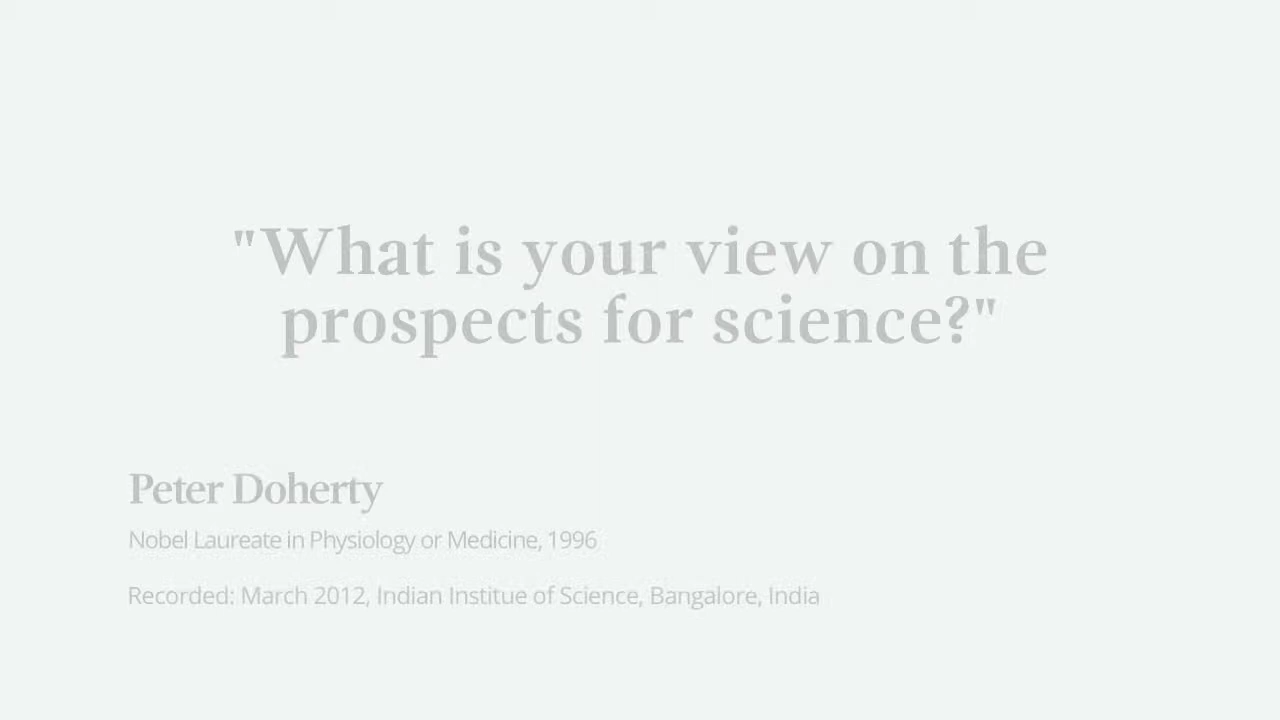 "What is your view on the
prospects for science?"
Peter Doherty
Nobel Laureate in Physiology or Medicine, 1996
Recorded: March 2012, Indian Institue of Science, Bangalore, India